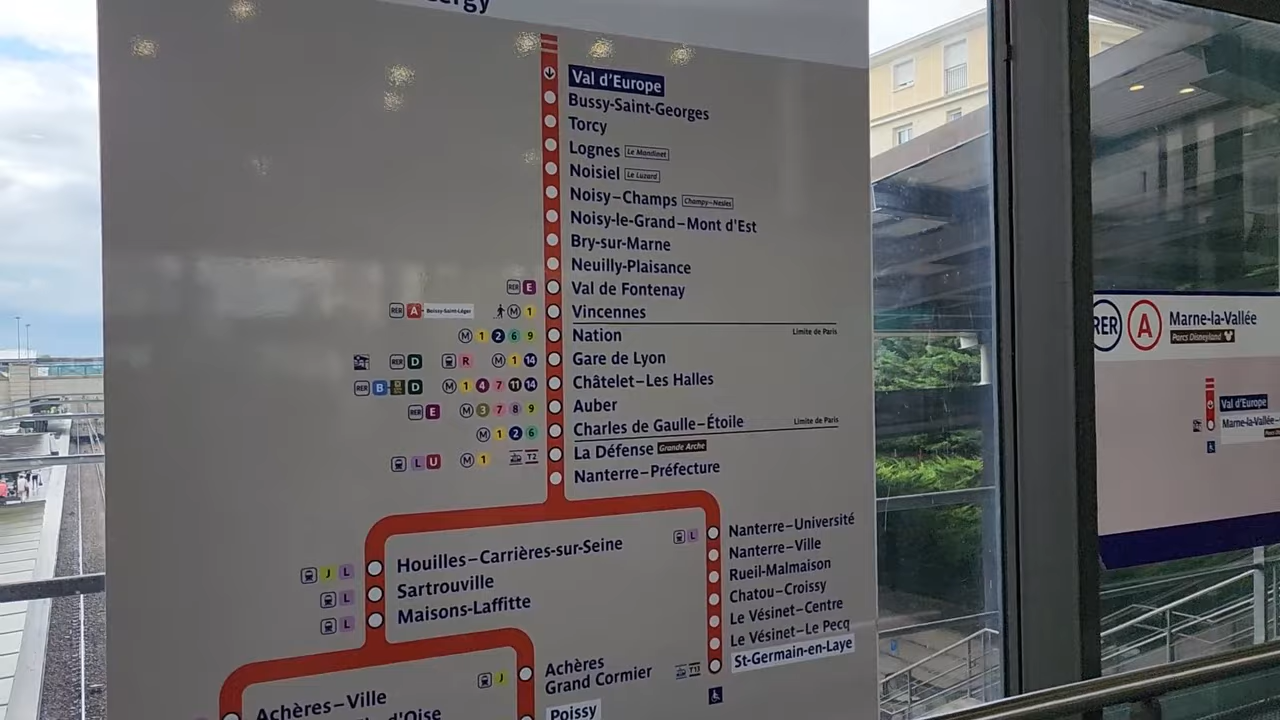 Val d'Europe
Bussy-Saint-Georges
Torcy
Lognes Le Mandinet
Noisiel Le Luzard
Noisy–Champs Champy-Nesles
Noisy-le-Grand–Mont d'Est
Bry-sur-Marne
Neuilly-Plaisance
RER E Val de Fontenay
RER A Boissy-Saint-Léger M 1 Vincennes
M 1 2 6 9 Nation Limite de Paris
RER D R M 1 14 Gare de Lyon
RER B D M 1 4 7 11 14 Châtelet–Les Halles
RER E M 3 7 8 9 Auber
M 1 2 6 Charles de Gaulle–Étoile Limite de Paris
L U M 1 T2 La Défense Grande Arche
Nanterre–Préfecture
J L Houilles–Carrières-sur-Seine
L Sartrouville
L Maisons-Laffitte
L Nanterre–Université
Nanterre–Ville
Rueil-Malmaison
Chatou–Croissy
Le Vésinet–Centre
Le Vésinet–Le Pecq
T13 St-Germain-en-Laye
Achères–Ville
d'Oise
J Achères
Grand Cormier
Poissy
RER A Marne-la-Vallée
Parcs Disneyland
Val d'Europe
Marne-la-Vallée